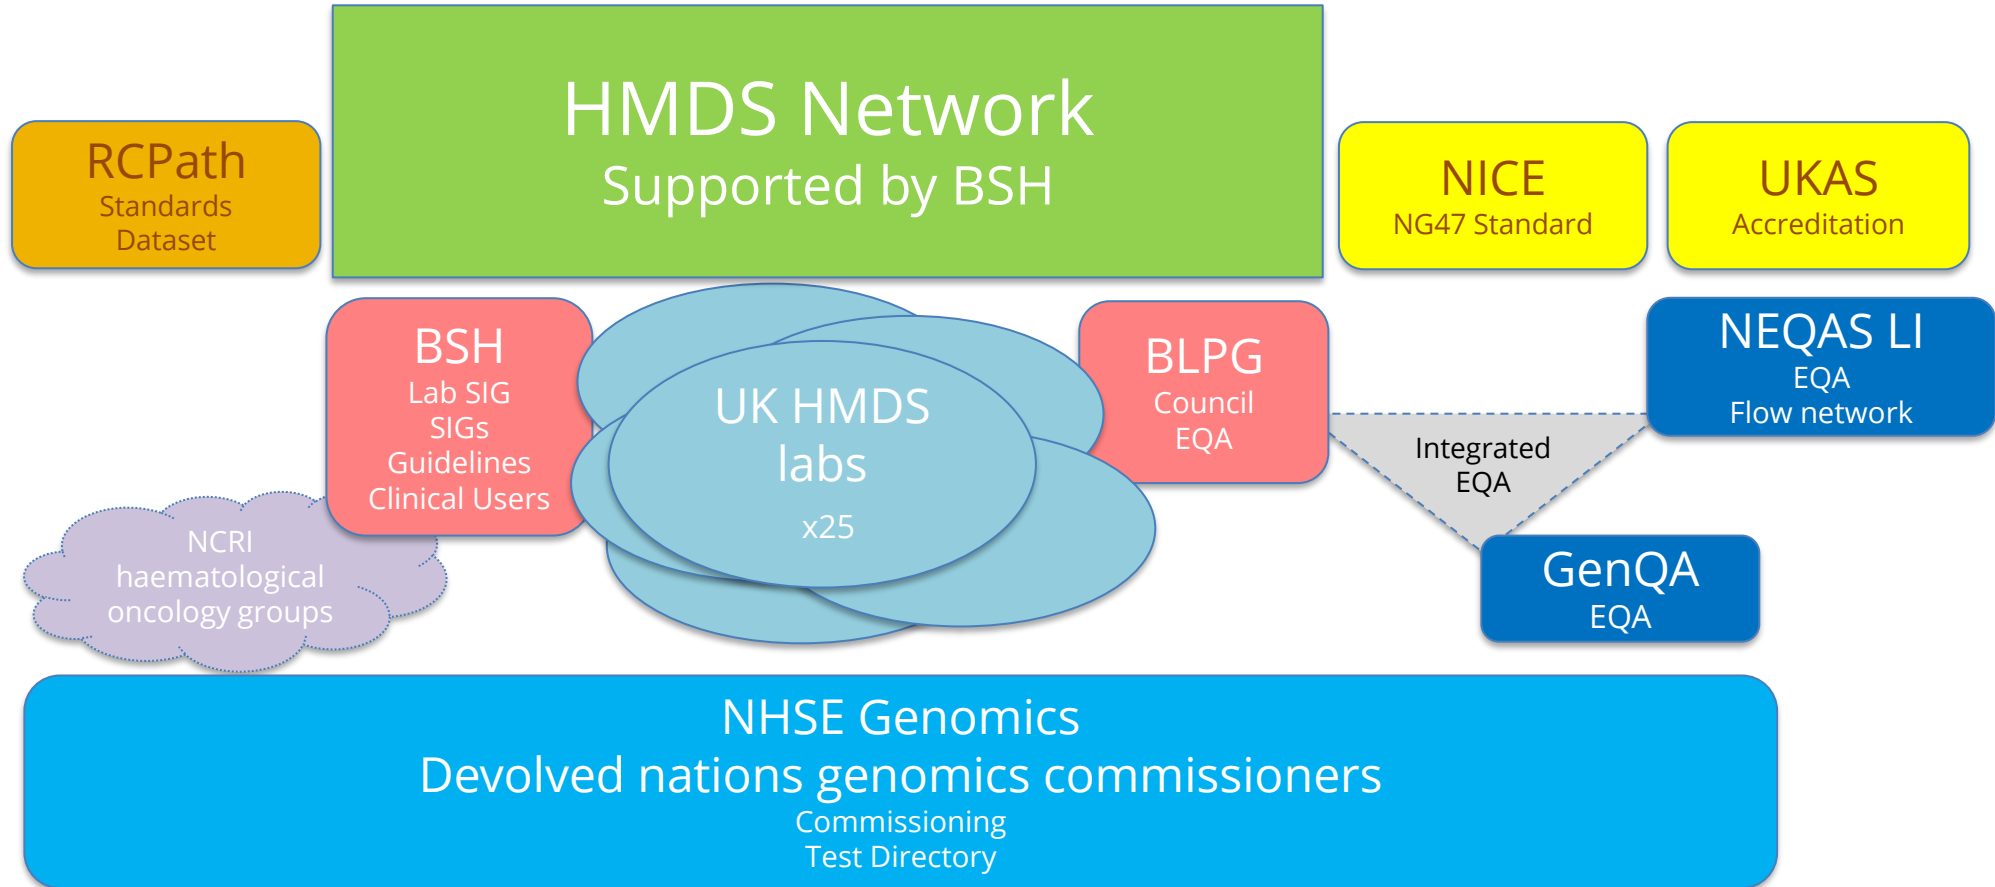 HMDS Network
Supported by BSH
RCPath
Standards
Dataset
NICE
NG47 Standard
UKAS
Accreditation
BSH
Lab SIG
SIGs
Guidelines
Clinical Users
UK HMDS
labs
x25
BLPG
Council
EQA
NEQAS LI
EQA
Flow network
Integrated
EQA
GenQA
EQA
NCRI
haematological
oncology groups
NHSE Genomics
Devolved nations genomics commissioners
Commissioning
Test Directory